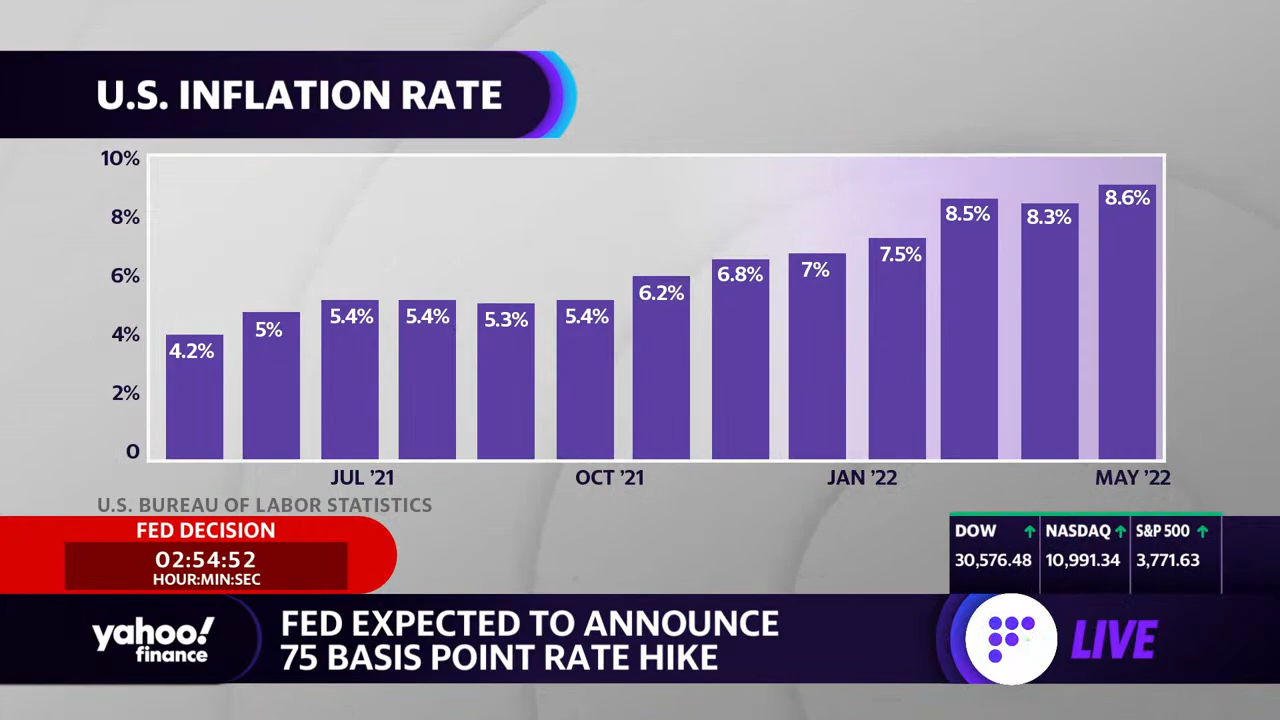 U.S. INFLATION RATE
10%
8%
6%
4%
2%
0
4.2%
5%
5.4%
5.4%
5.3%
5.4%
6.2%
6.8%
7%
7.5%
8.5%
8.3%
8.6%
JUL ’21
OCT ’21
JAN ’22
MAY ’22
U.S. BUREAU OF LABOR STATISTICS
FED DECISION
02:54:52
HOUR:MIN:SEC
DOW
30,576.48
NASDAQ
10,991.34
S&P 500
3,771.63
yahoo!
finance
FED EXPECTED TO ANNOUNCE
75 BASIS POINT RATE HIKE
LIVE